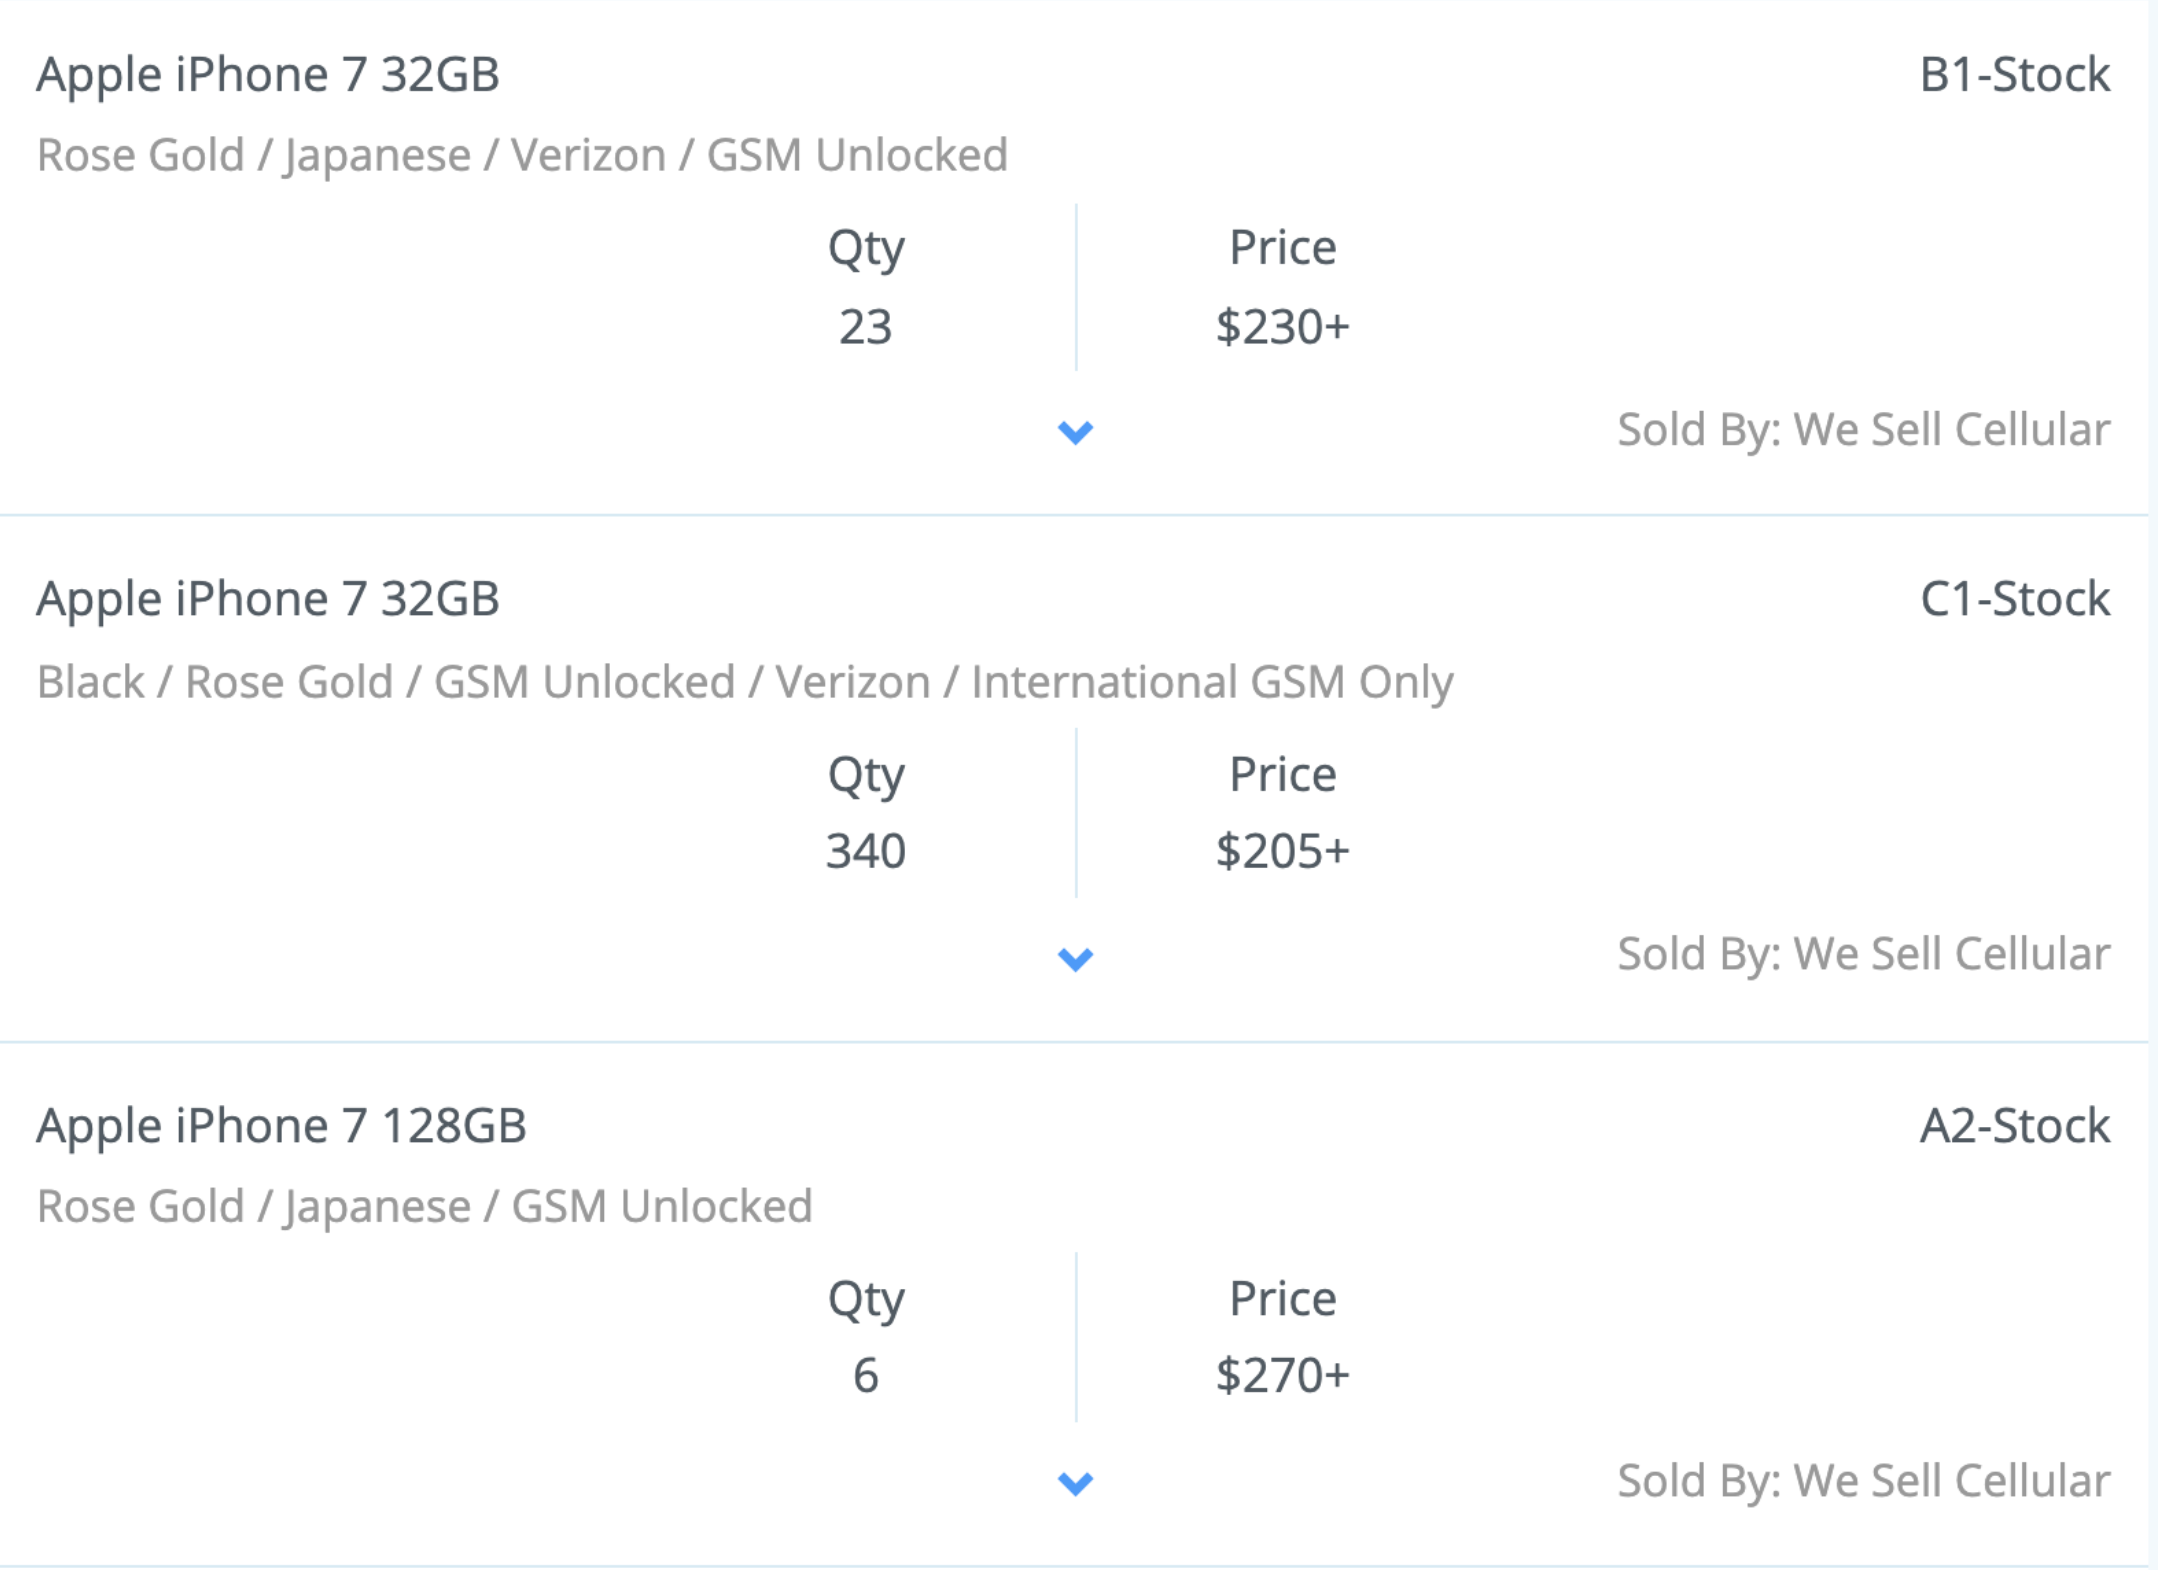 Apple iPhone 7 32GB B1-Stock
Rose Gold / Japanese / Verizon / GSM Unlocked
Qty Price
23 $230+
Sold By: We Sell Cellular
Apple iPhone 7 32GB C1-Stock
Black / Rose Gold / GSM Unlocked / Verizon / International GSM Only
Qty Price
340 $205+
Sold By: We Sell Cellular
Apple iPhone 7 128GB A2-Stock
Rose Gold / Japanese / GSM Unlocked
Qty Price
6 $270+
Sold By: We Sell Cellular